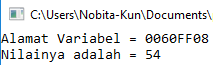 C:\Users\Nobita-Kun\Documents\
Alamat Variabel = 0060FF08
Nilainya adalah = 54